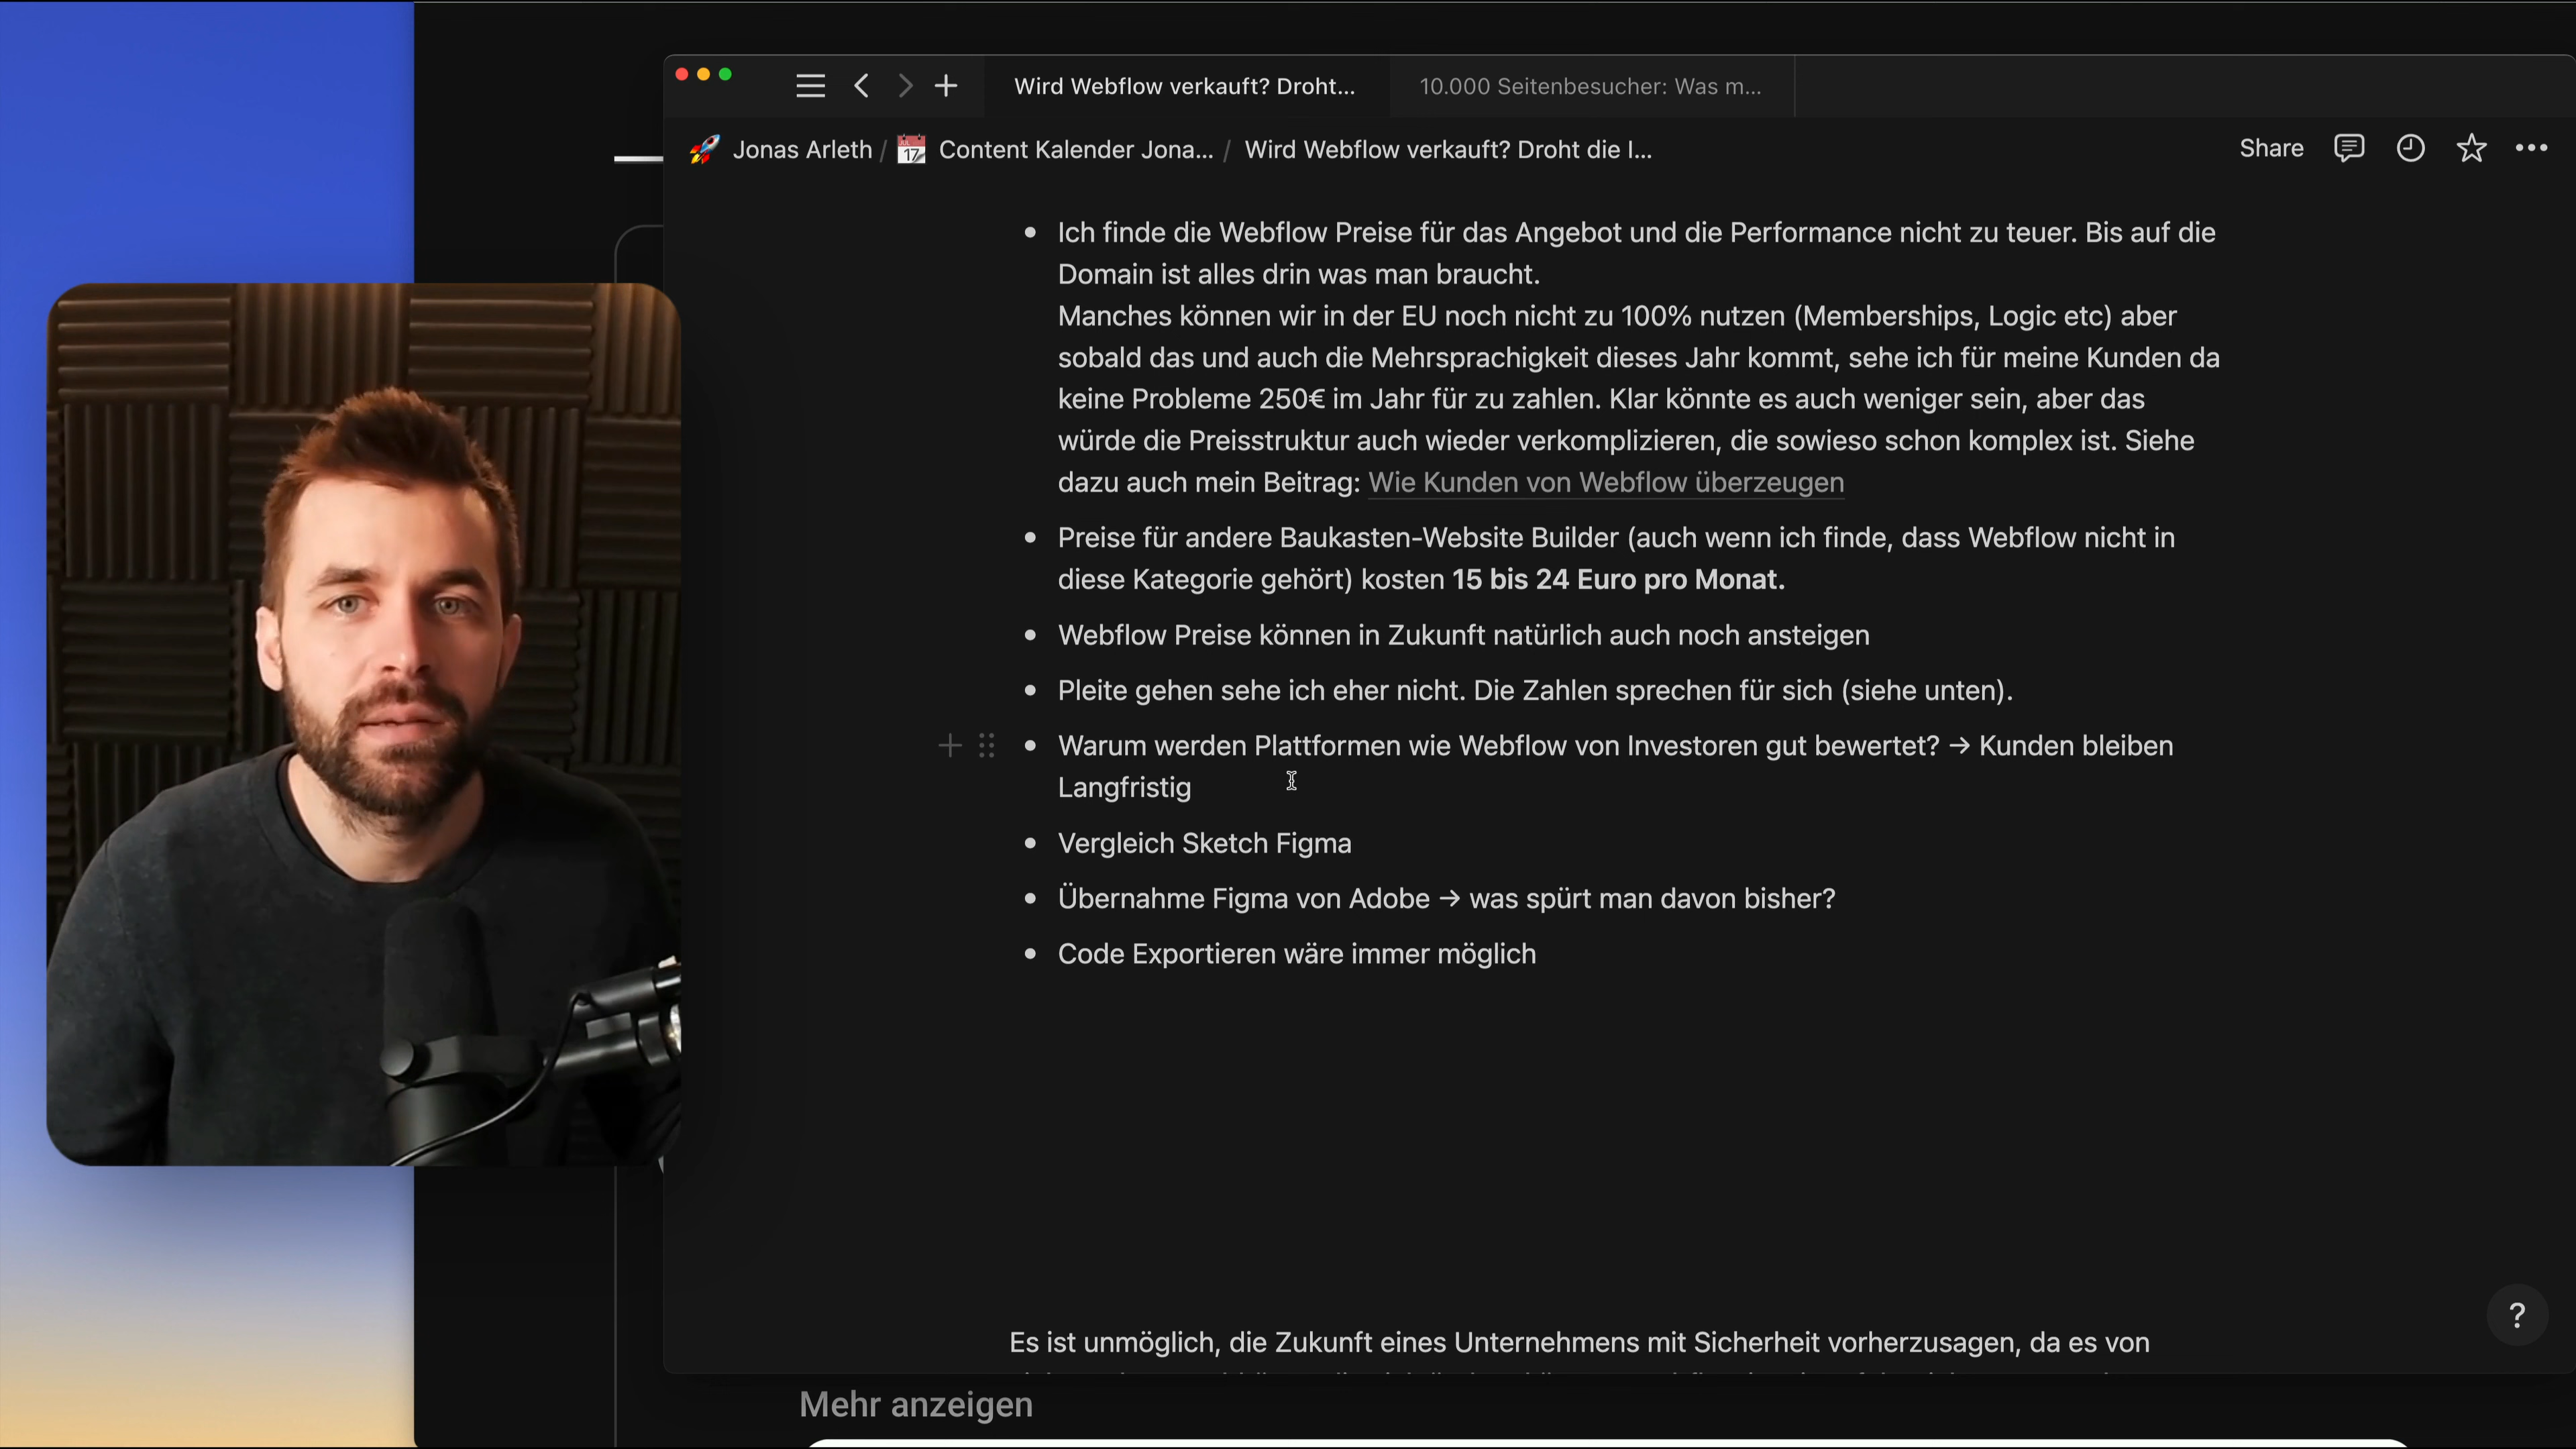 Wird Webflow verkauft? Droht...
10.000 Seitenbesucher: Was m...
Jonas Arleth / 17 Content Kalender Jona... / Wird Webflow verkauft? Droht die I...
Share
• Ich finde die Webflow Preise für das Angebot und die Performance nicht zu teuer. Bis auf die
Domain ist alles drin was man braucht.
Manches können wir in der EU noch nicht zu 100% nutzen (Memberships, Logic etc) aber
sobald das und auch die Mehrsprachigkeit dieses Jahr kommt, sehe ich für meine Kunden da
keine Probleme 250€ im Jahr für zu zahlen. Klar könnte es auch weniger sein, aber das
würde die Preisstruktur auch wieder verkomplizieren, die sowieso schon komplex ist. Siehe
dazu auch mein Beitrag: Wie Kunden von Webflow überzeugen
• Preise für andere Baukasten-Website Builder (auch wenn ich finde, dass Webflow nicht in
diese Kategorie gehört) kosten 15 bis 24 Euro pro Monat.
• Webflow Preise können in Zukunft natürlich auch noch ansteigen
• Pleite gehen sehe ich eher nicht. Die Zahlen sprechen für sich (siehe unten).
• Warum werden Plattformen wie Webflow von Investoren gut bewertet? → Kunden bleiben
Langfristig
• Vergleich Sketch Figma
• Übernahme Figma von Adobe → was spürt man davon bisher?
• Code Exportieren wäre immer möglich
?
Es ist unmöglich, die Zukunft eines Unternehmens mit Sicherheit vorherzusagen, da es von
Mehr anzeigen